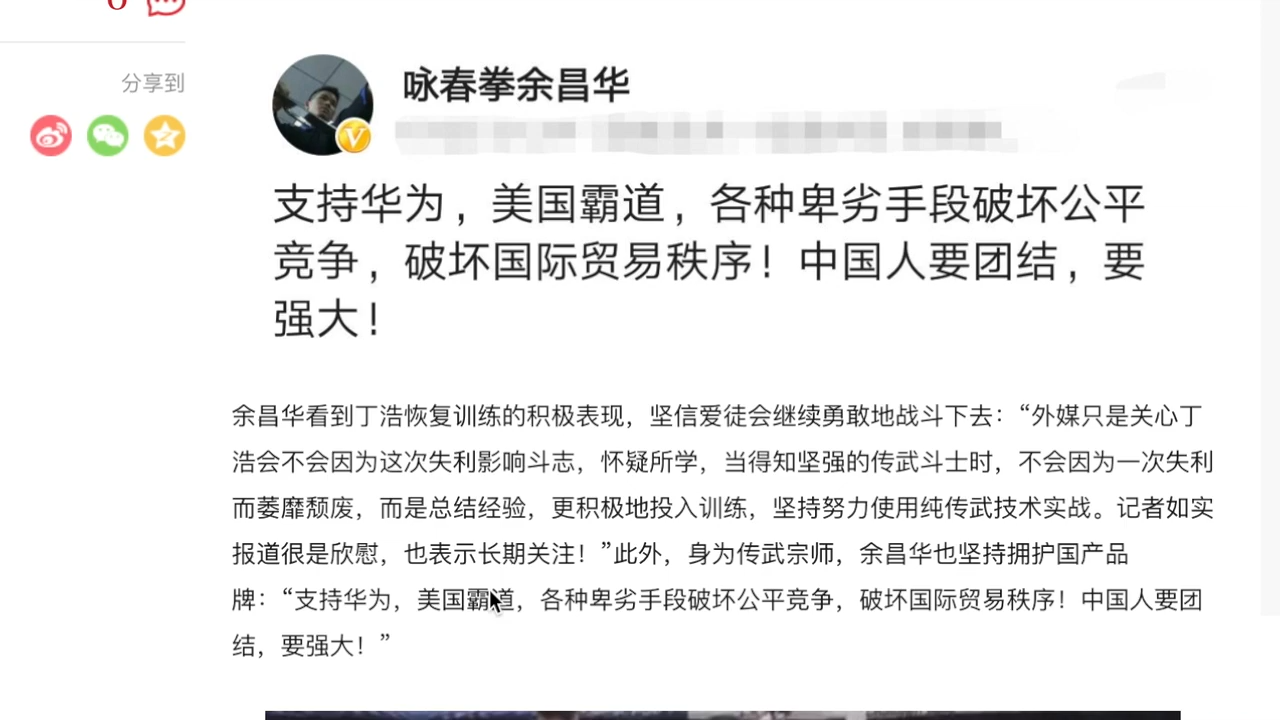 分享到
咏春拳余昌华
支持华为，美国霸道，各种卑劣手段破坏公平
竞争，破坏国际贸易秩序！中国人要团结，要
强大！
余昌华看到丁浩恢复训练的积极表现，坚信爱徒会继续勇敢地战斗下去：“外媒只是关心丁
浩会不会因为这次失利影响斗志，怀疑所学，当得知坚强的传武斗士时，不会因为一次失利
而萎靡颓废，而是总结经验，更积极地投入训练，坚持努力使用纯传武技术实战。记者如实
报道很是欣慰，也表示长期关注！”此外，身为传武宗师，余昌华也坚持拥护国产品
牌：“支持华为，美国霸道，各种卑劣手段破坏公平竞争，破坏国际贸易秩序！中国人要团
结，要强大！”